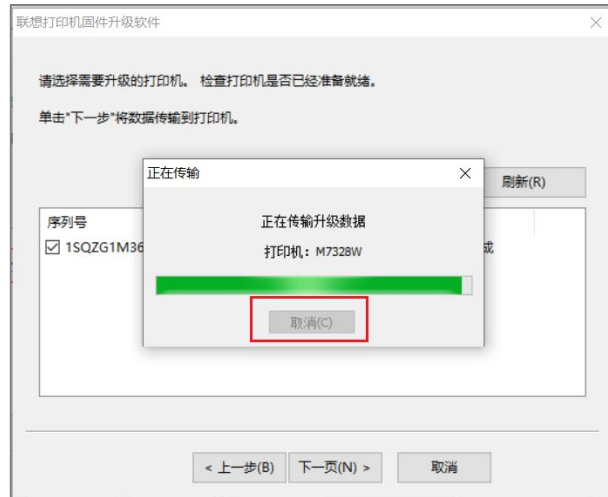 联想打印机固件升级软件
请选择需要升级的打印机。 检查打印机是否已经准备就绪。
单击"下一步"将数据传输到打印机。
正在传输
刷新(R)
正在传输升级数据
序列号
1SQZG1M36
成
打印机：M7328W
取消(C)
< 上一步(B) 下一页(N) > 取消